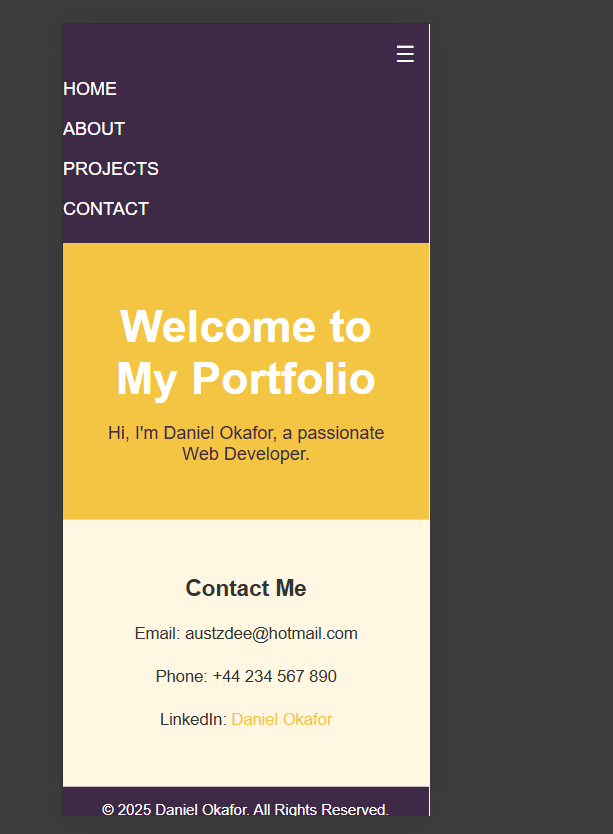 ☰
HOME
ABOUT
PROJECTS
CONTACT
Welcome to
My Portfolio
Hi, I'm Daniel Okafor, a passionate
Web Developer.
Contact Me
Email: austzdee@hotmail.com
Phone: +44 234 567 890
LinkedIn: Daniel Okafor
© 2025 Daniel Okafor. All Rights Reserved.